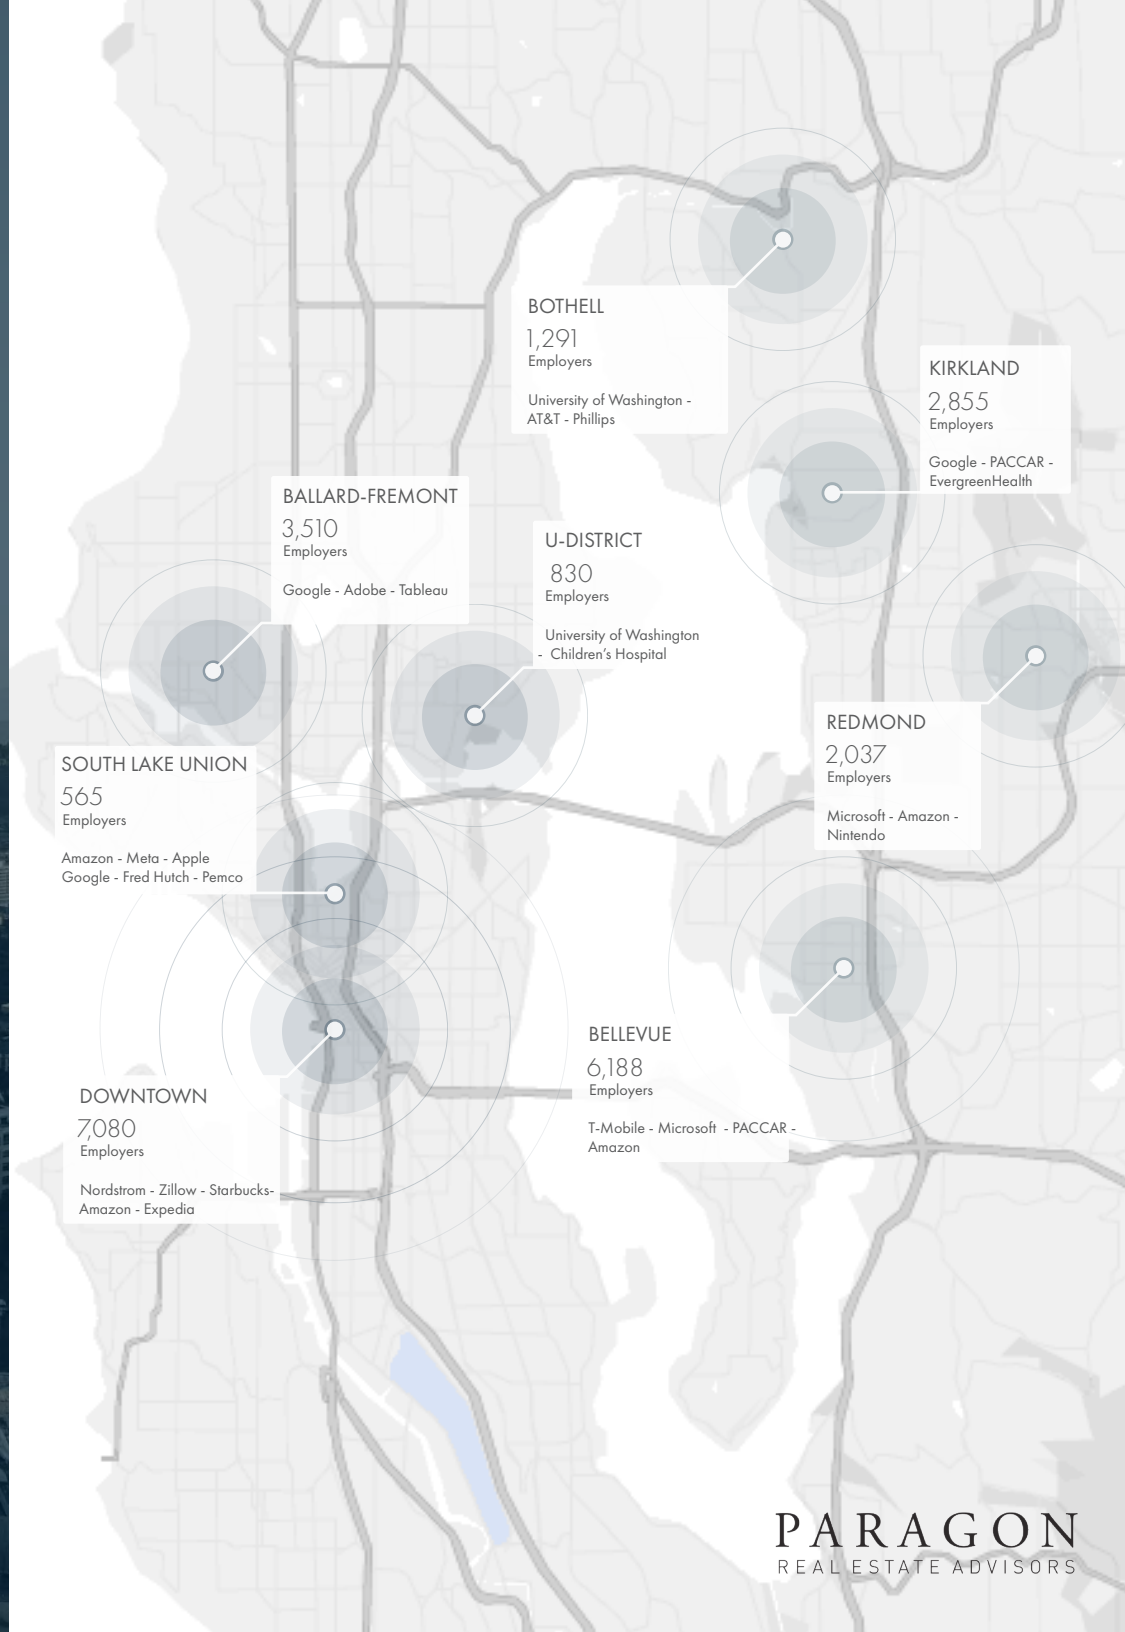 BOTHELL
1,291
Employers
University of Washington -
AT&T - Phillips
KIRKLAND
2,855
Employers
Google - PACCAR -
EvergreenHealth
BALLARD-FREMONT
3,510
Employers
Google - Adobe - Tableau
U-DISTRICT
830
Employers
University of Washington
- Children’s Hospital
REDMOND
2,037
Employers
Microsoft - Amazon -
Nintendo
SOUTH LAKE UNION
565
Employers
Amazon - Meta - Apple
Google - Fred Hutch - Pemco
BELLEVUE
6,188
Employers
T-Mobile - Microsoft - PACCAR -
Amazon
DOWNTOWN
7,080
Employers
Nordstrom - Zillow - Starbucks-
Amazon - Expedia
PARAGON
REAL ESTATE ADVISORS